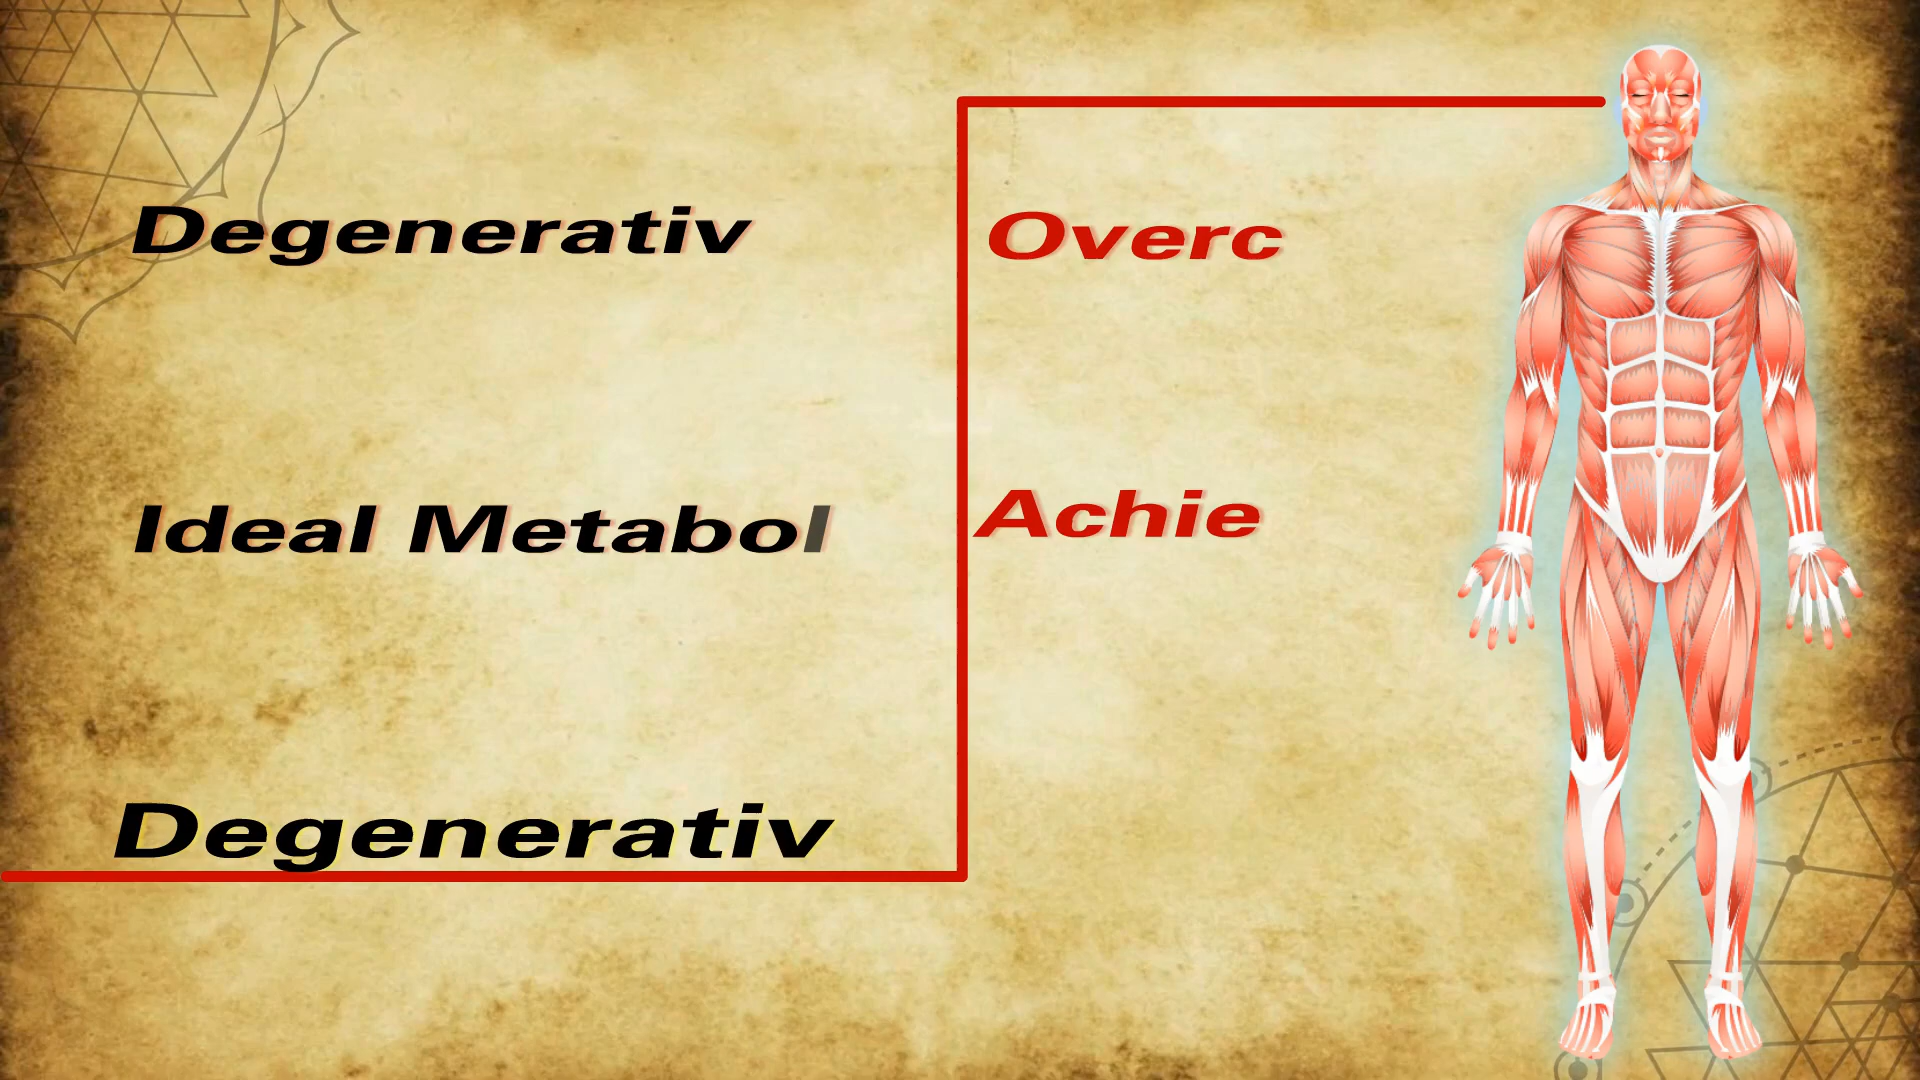 Degenerativ
Overc
Ideal Metabol
Achie
Degenerativ